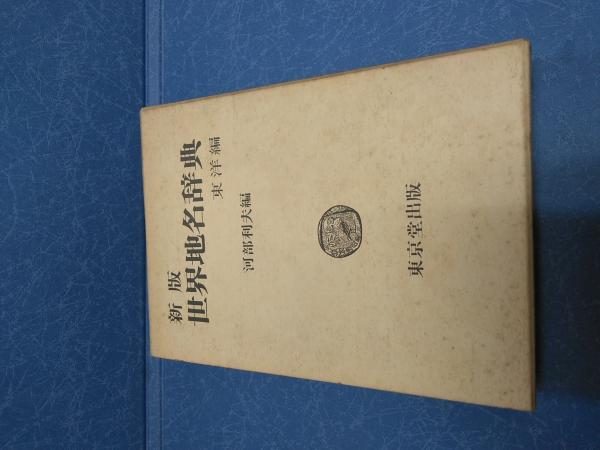 新版
世界地名辞典
東洋編
河部利夫編
東京堂出版